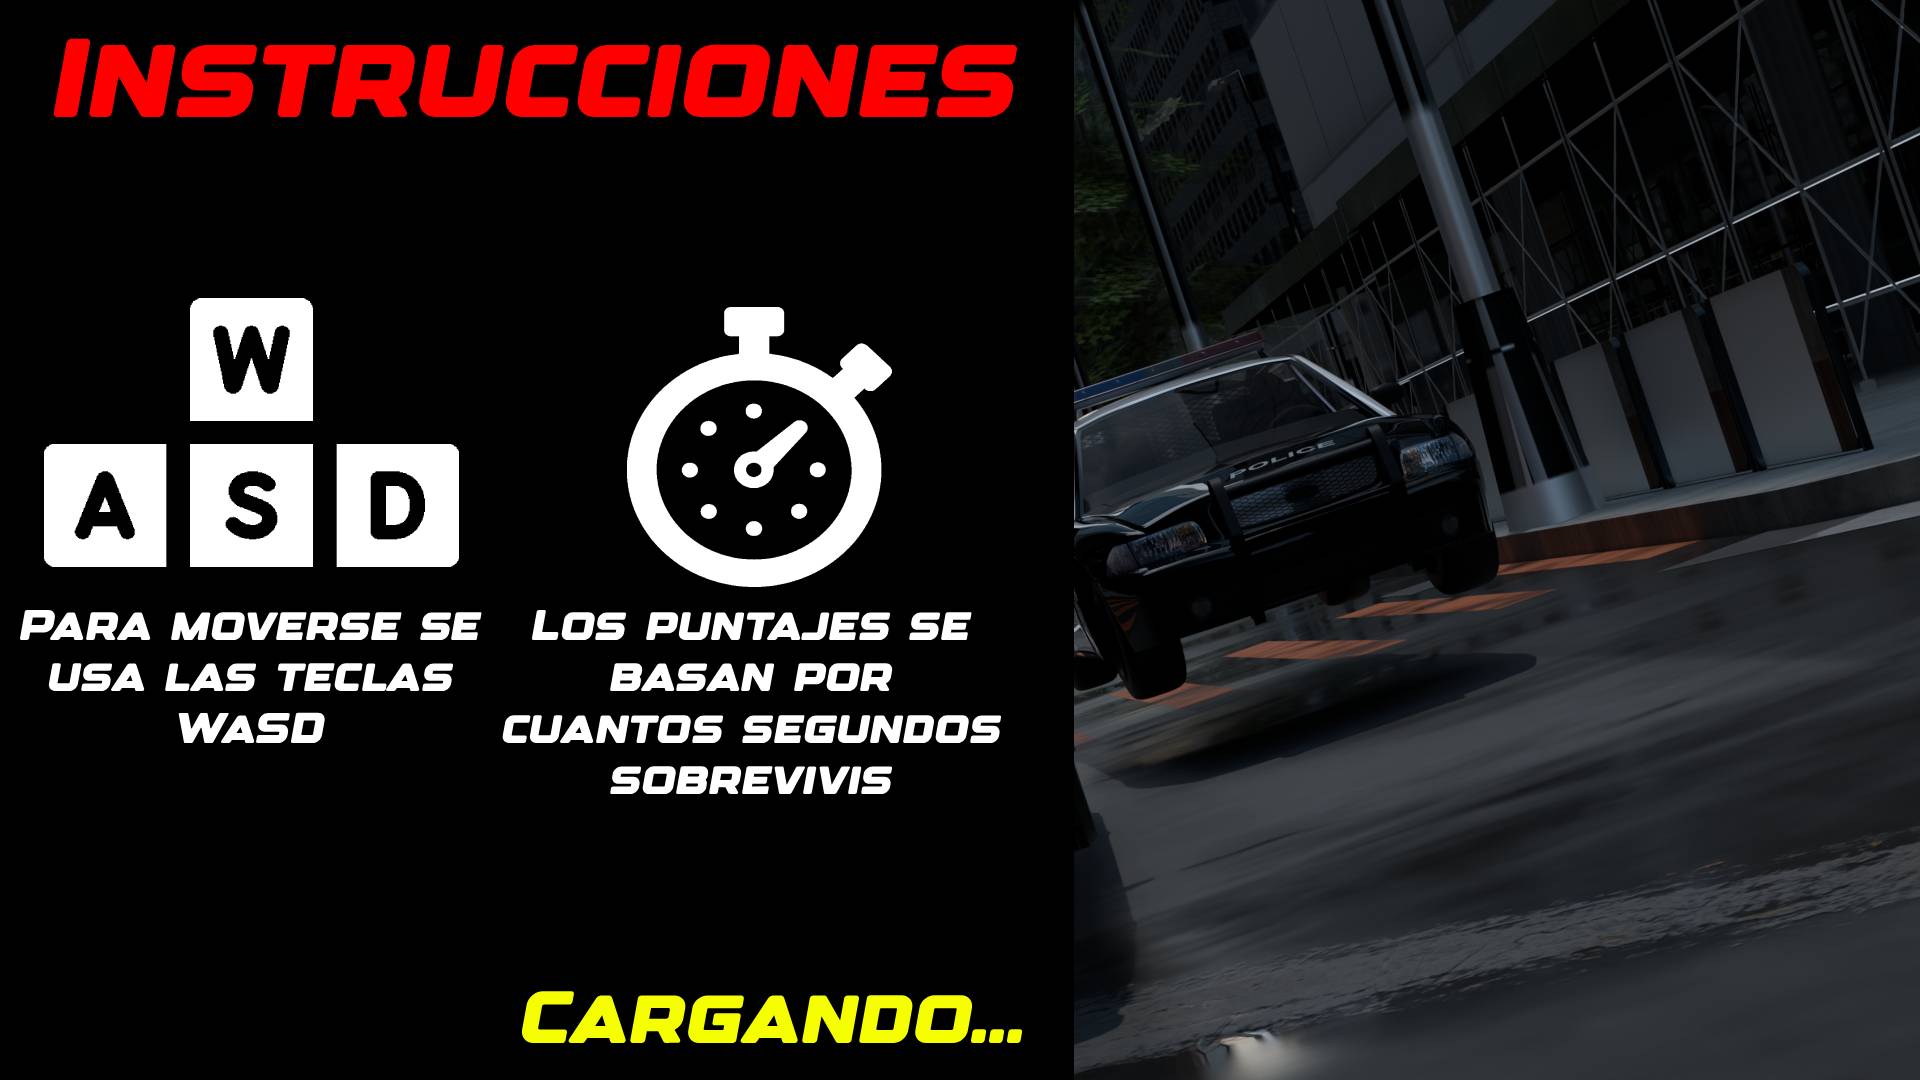 INSTRUCCIONES
W
A S D
PARA MOVERSE SE
USA LAS TECLAS
WASD
LOS PUNTAJES SE
BASAN POR
CUANTOS SEGUNDOS
SOBREVIVIS
POLICE
CARGANDO...